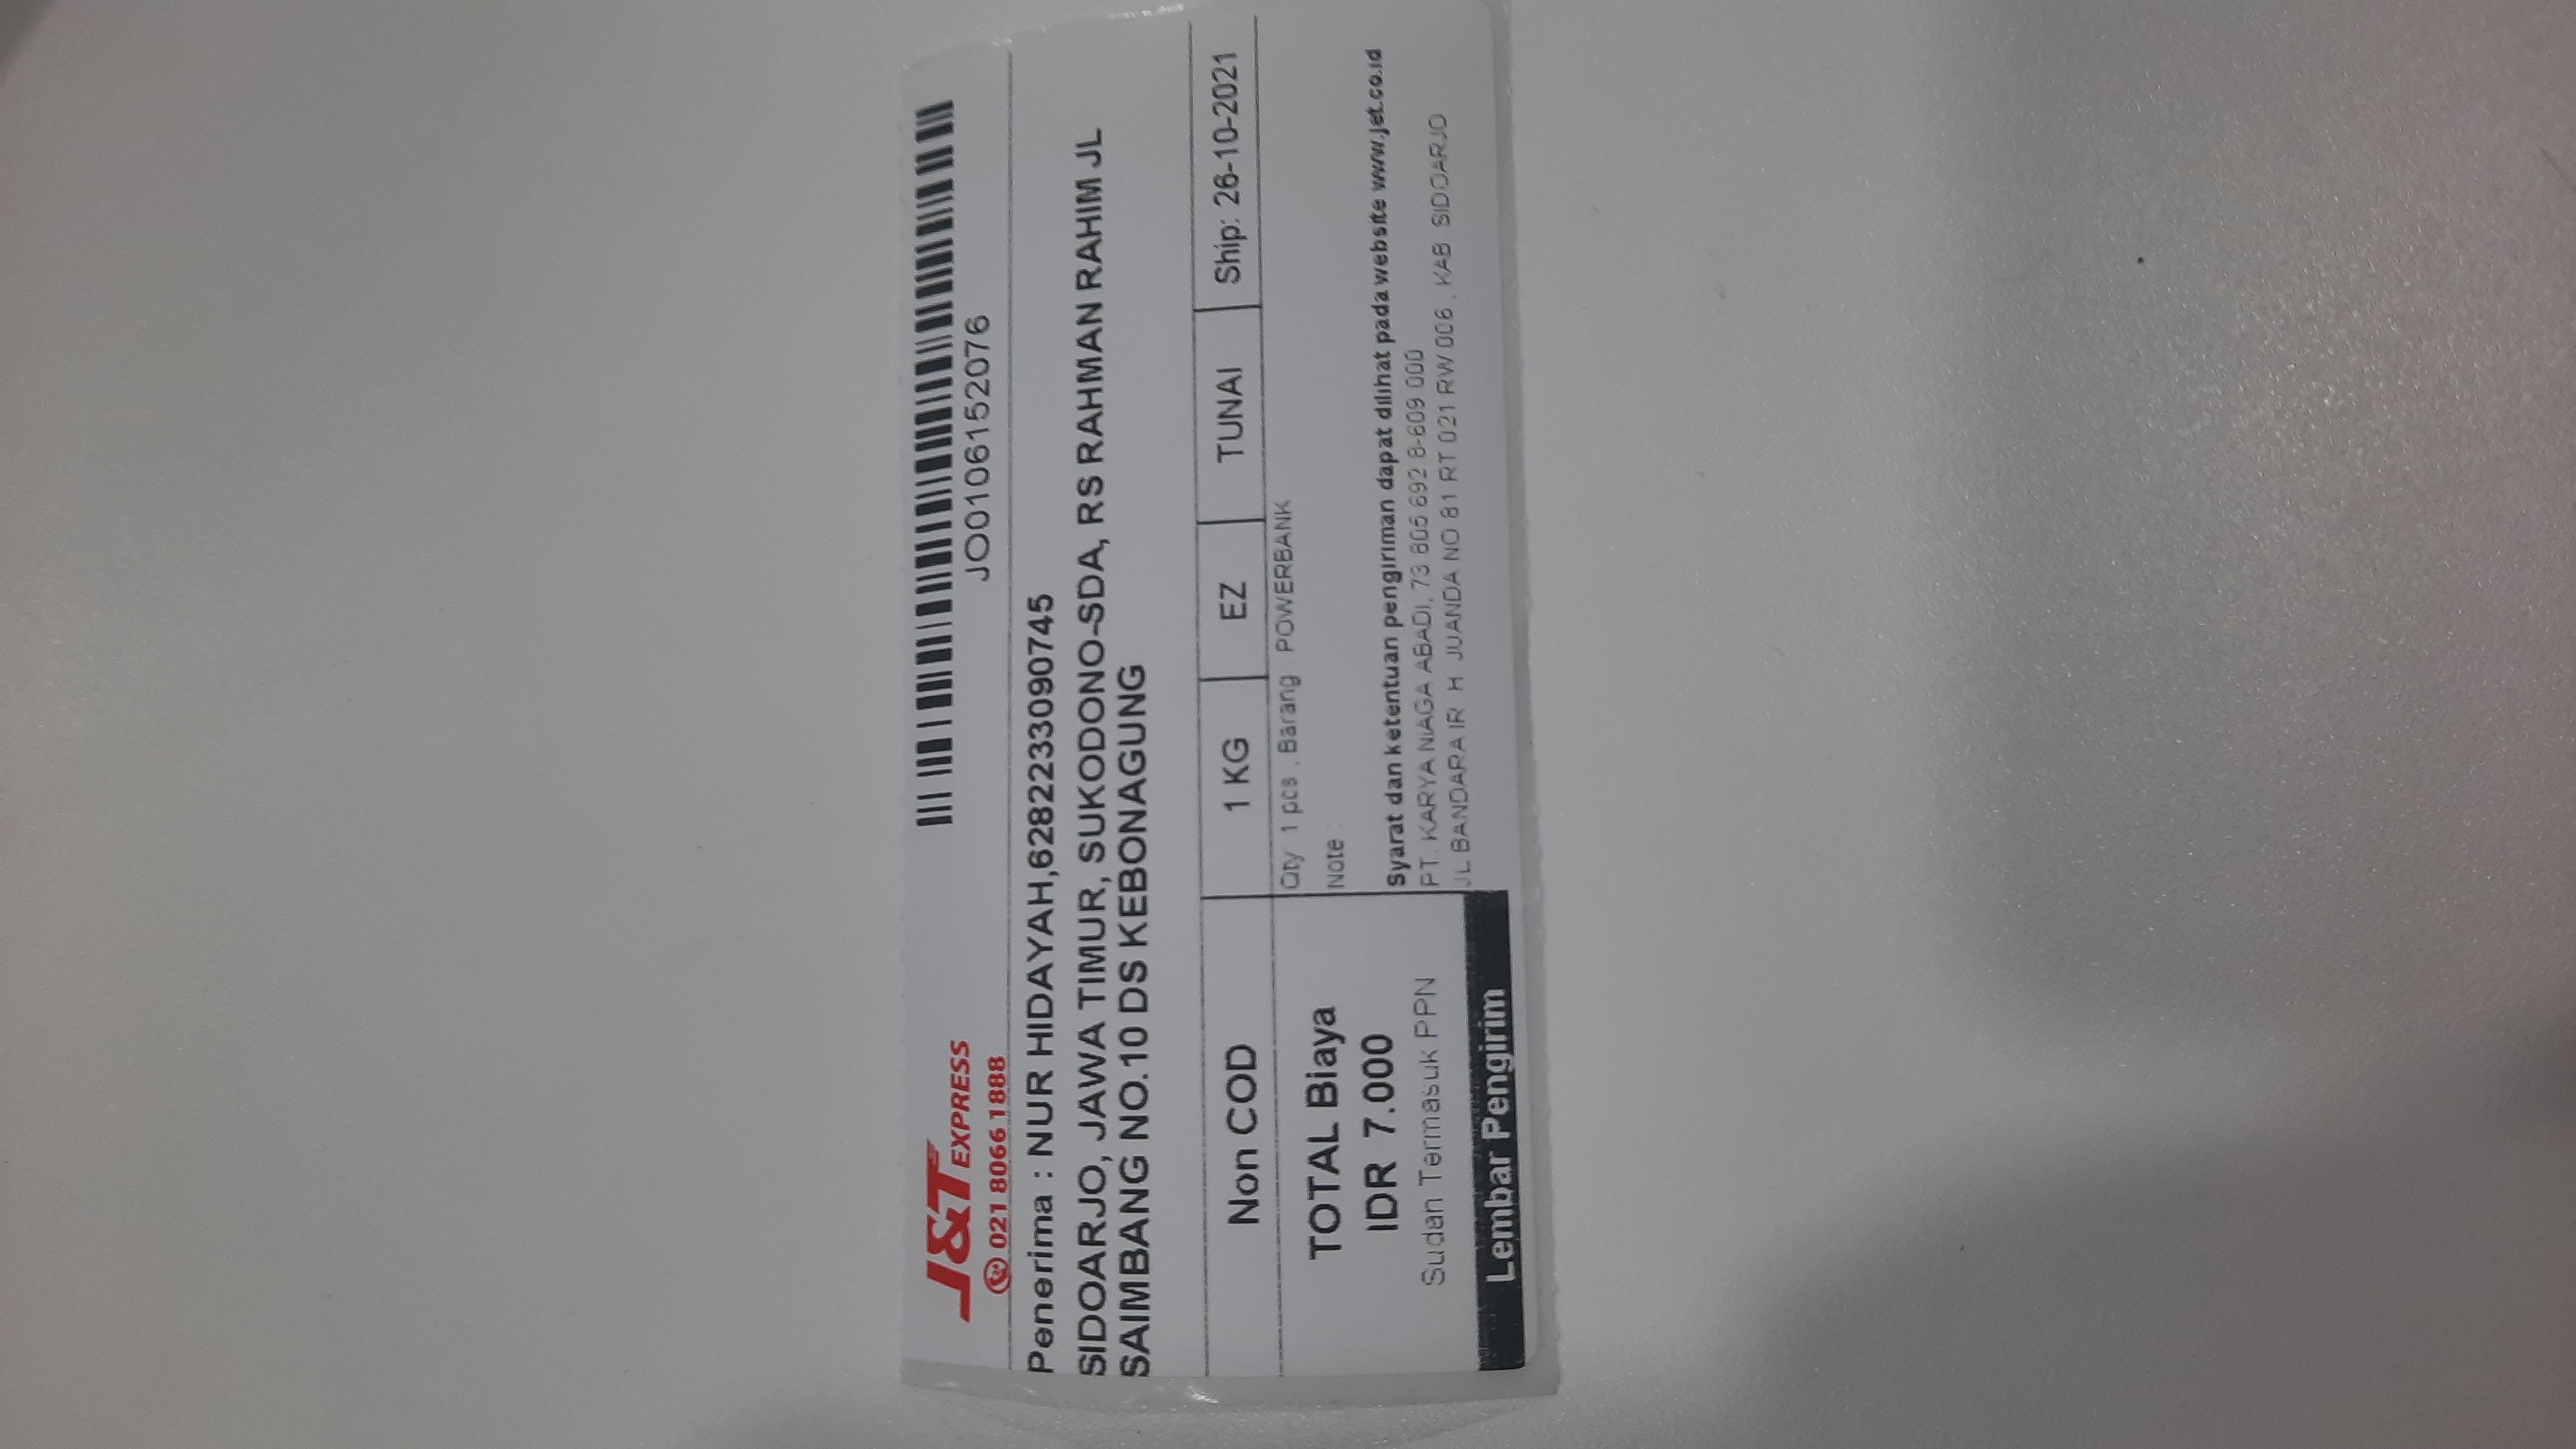 J&T EXPRESS
021 8066 1888
JO0106152076
Penerima : NUR HIDAYAH,6282233090745
SIDOARJO, JAWA TIMUR, SUKODONO-SDA, RS RAHMAN RAHIM JL
SAIMBANG NO.10 DS KEBONAGUNG
Non COD
1 KG
EZ
TUNAI
Ship: 26-10-2021
TOTAL Biaya
IDR 7.000
Sudah Termasuk PPN
Lembar Pengirim
Qty 1 pcs , Barang : POWERBANK
Note :
Syarat dan ketentuan pengiriman dapat dilihat pada website www.jet.co.id
PT. KARYA NIAGA ABADI, 73 805 692 8-609 000
JL BANDARA IR H JUANDA NO 81 RT 021 RW 006 , KAB SIDOARJO